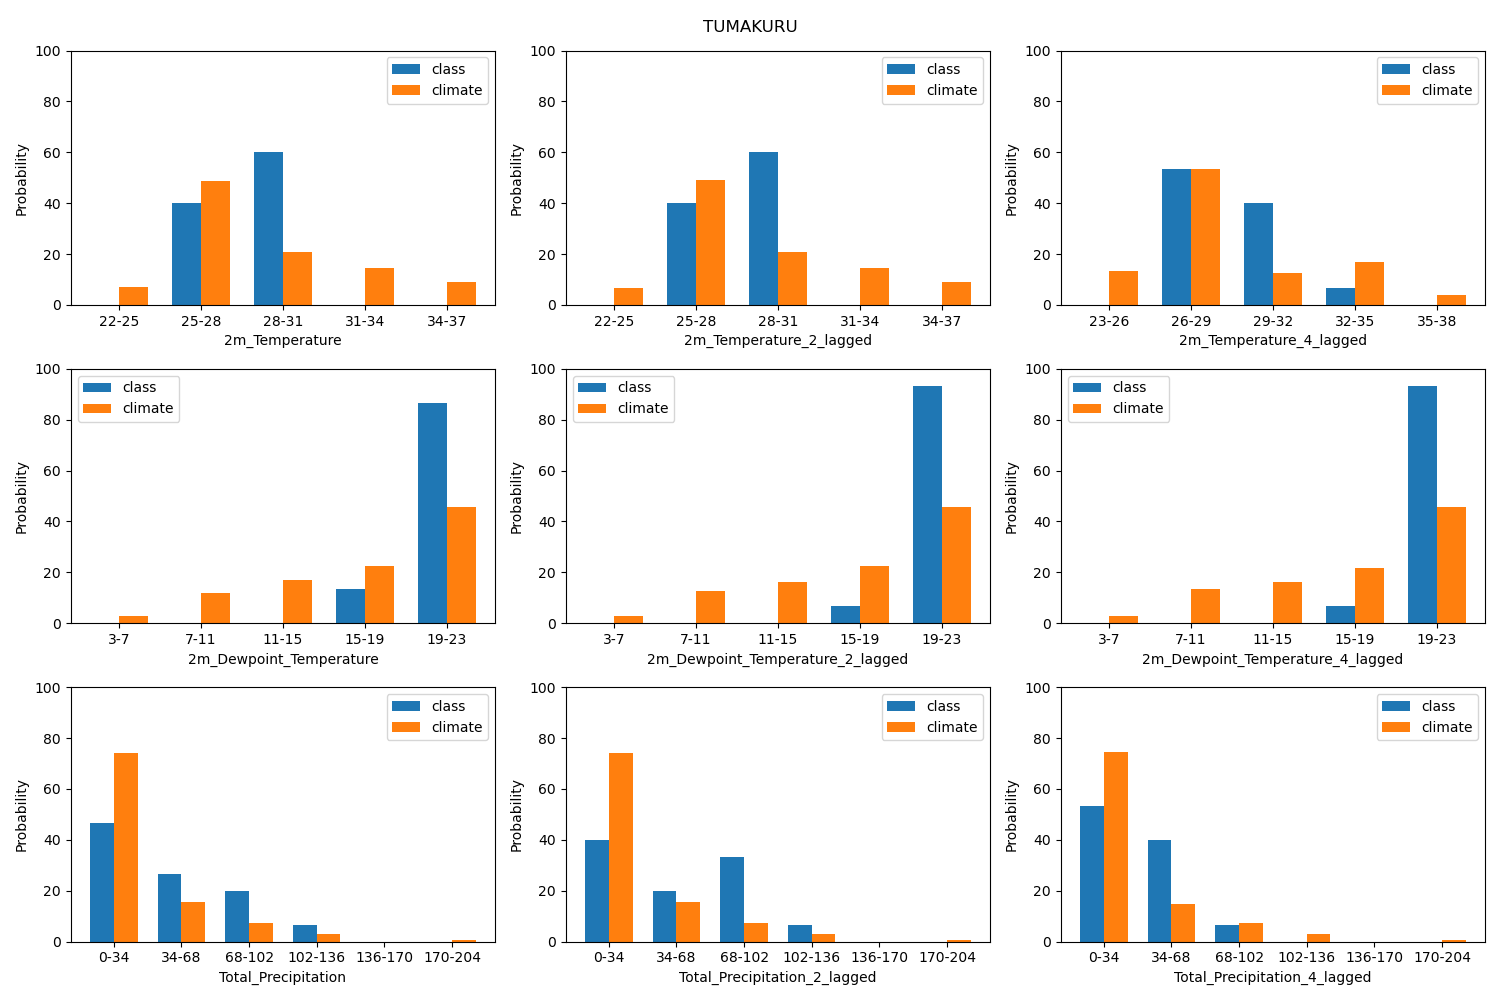 TUMAKURU
100
80
60
40
20
0
Probability
class
climate
22-25 25-28 28-31 31-34 34-37
2m_Temperature
100
80
60
40
20
0
Probability
class
climate
22-25 25-28 28-31 31-34 34-37
2m_Temperature_2_lagged
100
80
60
40
20
0
Probability
class
climate
23-26 26-29 29-32 32-35 35-38
2m_Temperature_4_lagged
100
80
60
40
20
0
Probability
class
climate
3-7 7-11 11-15 15-19 19-23
2m_Dewpoint_Temperature
100
80
60
40
20
0
Probability
class
climate
3-7 7-11 11-15 15-19 19-23
2m_Dewpoint_Temperature_2_lagged
100
80
60
40
20
0
Probability
class
climate
3-7 7-11 11-15 15-19 19-23
2m_Dewpoint_Temperature_4_lagged
100
80
60
40
20
0
Probability
class
climate
0-34 34-68 68-102 102-136 136-170 170-204
Total_Precipitation
100
80
60
40
20
0
Probability
class
climate
0-34 34-68 68-102 102-136 136-170 170-204
Total_Precipitation_2_lagged
100
80
60
40
20
0
Probability
class
climate
0-34 34-68 68-102 102-136 136-170 170-204
Total_Precipitation_4_lagged